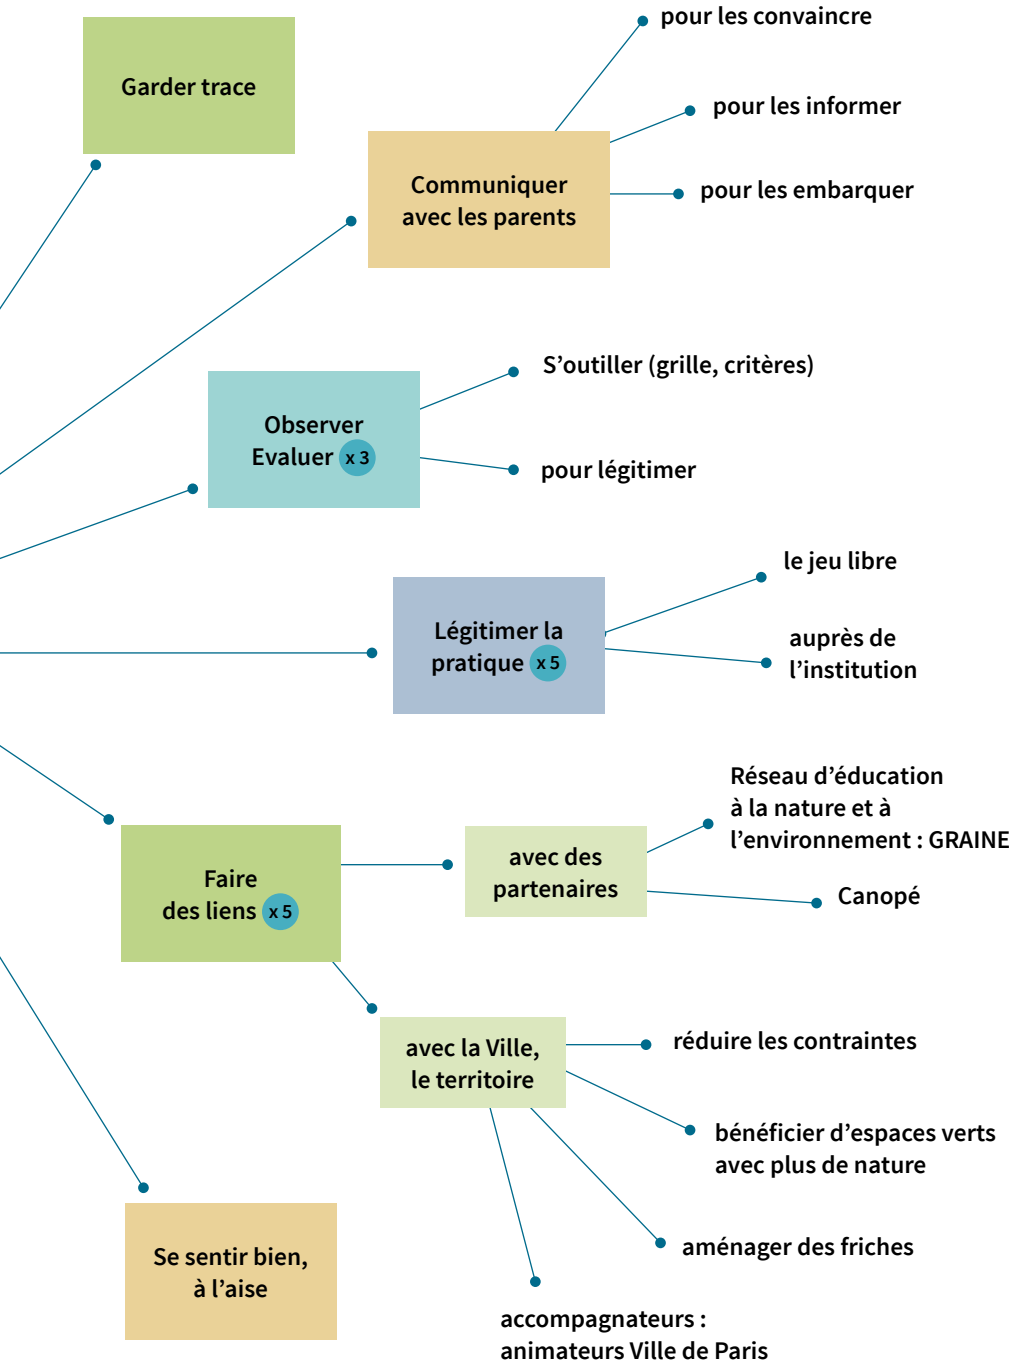 Garder trace
Communiquer
avec les parents
pour les convaincre
pour les informer
pour les embarquer
Observer
Evaluer x 3
S’outiller (grille, critères)
pour légitimer
Légitimer la
pratique x 5
le jeu libre
auprès de
l’institution
Faire
des liens x 5
avec des
partenaires
Réseau d’éducation
à la nature et à
l’environnement : GRAINE
Canopé
avec la Ville,
le territoire
réduire les contraintes
bénéficier d’espaces verts
avec plus de nature
aménager des friches
accompagnateurs :
animateurs Ville de Paris
Se sentir bien,
à l’aise